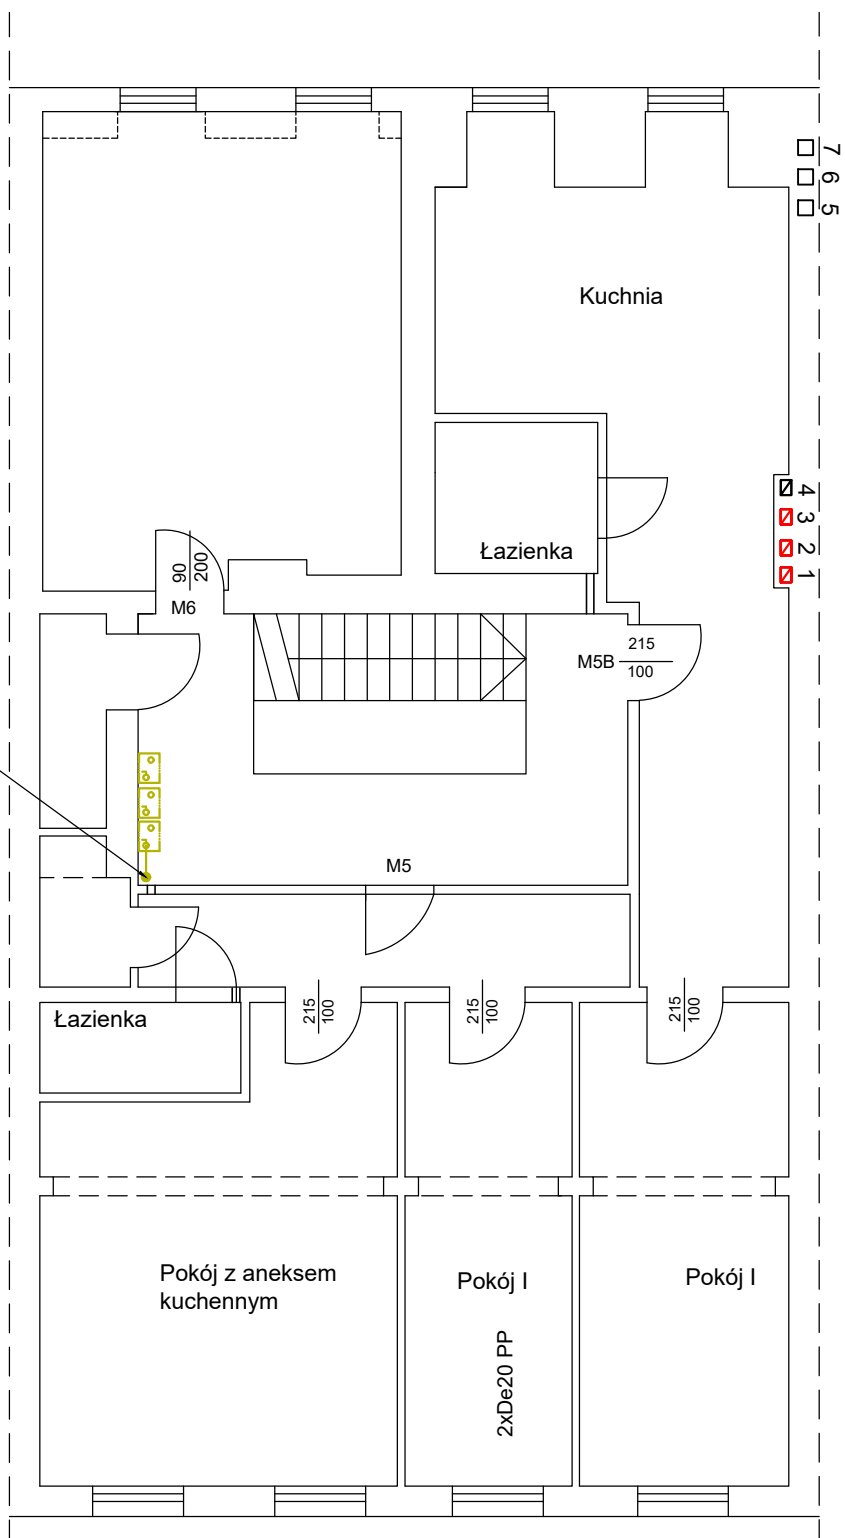 7
6
5
Kuchnia
4
3
2
1
Łazienka
90
200
M6
M5B
215
100
M5
215
100
215
100
215
100
Łazienka
Pokój z aneksem
kuchennym
Pokój I
Pokój I
2xDe20 PP